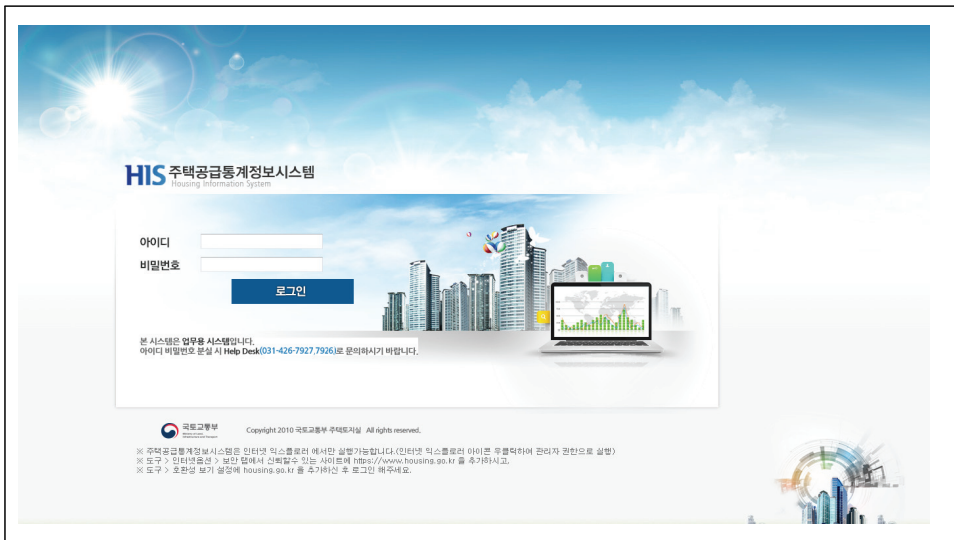 HIS 주택공급통계정보시스템
Housing Information System
아이디
비밀번호
로그인
본 시스템은 업무용 시스템입니다.
아이디 비밀번호 분실 시 Help Desk(031-426-7927,7926)로 문의하시기 바랍니다.
국토교통부
Copyright 2010 국토교통부 주택토지실 All rights reserved.
※ 주택공급통계정보시스템은 인터넷 익스플로러 에서만 실행가능합니다.(인터넷 익스플로러 아이콘 우클릭하여 관리자 권한으로 실행)
※ 도구 > 인터넷옵션 > 보안 탭에서 신뢰할수 있는 사이트에 https://www.housing.go.kr 을 추가하시고,
※ 도구 > 호환성 보기 설정에 housing.go.kr 을 추가하신 후 로그인 해주세요.